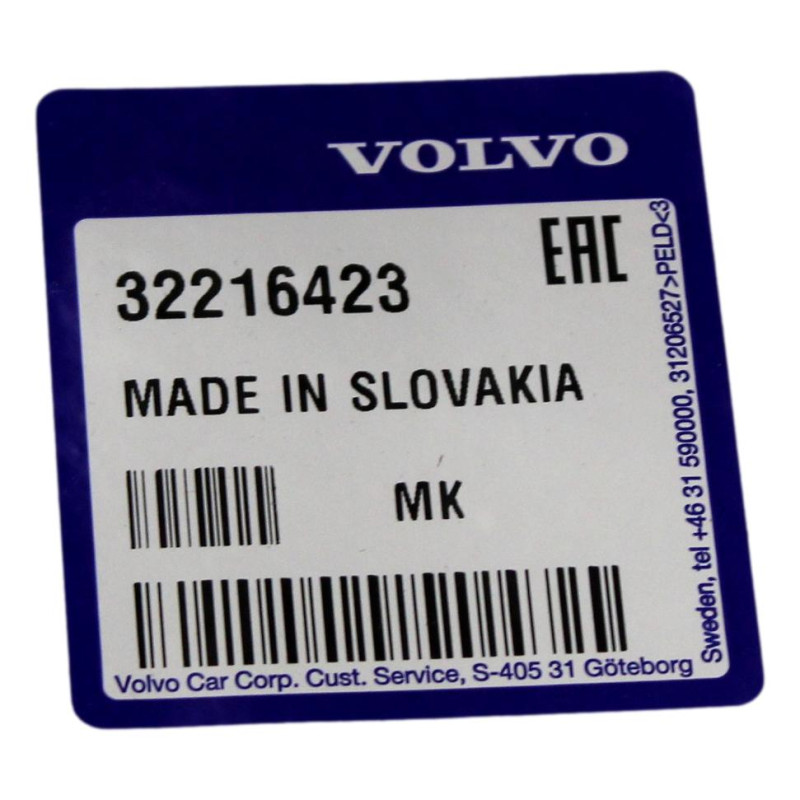 VOLVO
EAC
32216423
MADE IN SLOVAKIA
MK
Volvo Car Corp. Cust. Service, S-405 31 Göteborg
Sweden, tel +46 31 590000, 31206527>PELD<3